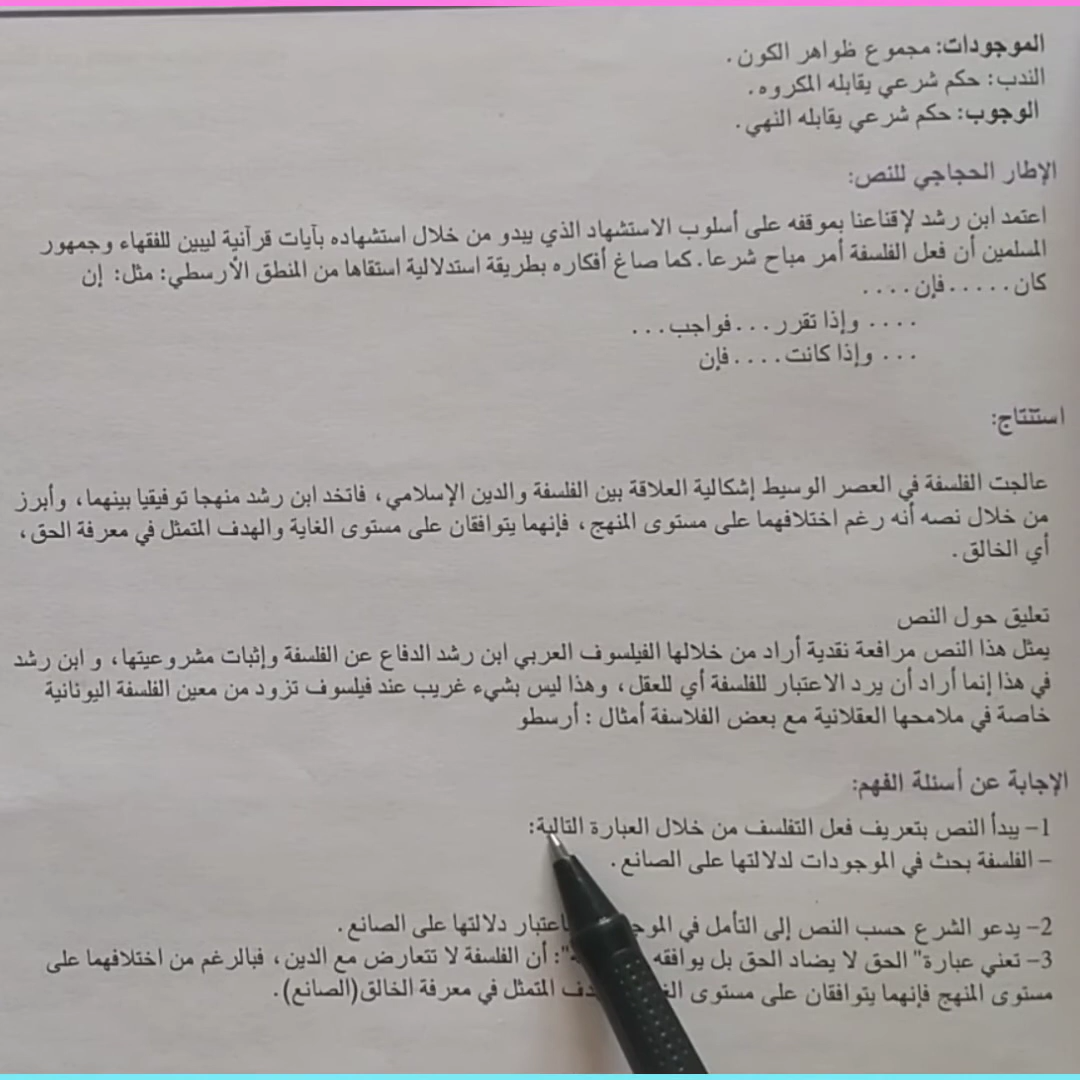 الموجودات: مجموع ظواهر الكون.
الندب: حكم شرعي يقابله المكروه.
الوجوب: حكم شرعي يقابله النهي.
الإطار الحجاجي للنص:
اعتمد ابن رشد لإقناعنا بموقفه على أسلوب الاستشهاد الذي يبدو من خلال استشهاده بآيات قرآنية ليبين للفقهاء وجمهور
المسلمين أن فعل الفلسفة أمر مباح شرعا. كما صاغ أفكاره بطريقة استدلالية استقاها من المنطق الأرسطي: مثل: إن
كان.....فإن....
.... وإذا تقرر...فواجب...
... وإذا كانت....فإن
استنتاج:
عالجت الفلسفة في العصر الوسيط إشكالية العلاقة بين الفلسفة والدين الإسلامي، فاتخد ابن رشد منهجا توفيقيا بينهما، وأبرز
من خلال نصه أنه رغم اختلافهما على مستوى المنهج، فإنهما يتوافقان على مستوى الغاية والهدف المتمثل في معرفة الحق،
أي الخالق.
تعليق حول النص
يمثل هذا النص مرافعة نقدية أراد من خلالها الفيلسوف العربي ابن رشد الدفاع عن الفلسفة وإثبات مشروعيتها، و ابن رشد
في هذا إنما أراد أن يرد الاعتبار للفلسفة أي للعقل، وهذا ليس بشيء غريب عند فيلسوف تزود من معين الفلسفة اليونانية
خاصة في ملامحها العقلانية مع بعض الفلاسفة أمثال : أرسطو
الإجابة عن أسئلة الفهم:
1- يبدأ النص بتعريف فعل التفلسف من خلال العبارة التالية:
- الفلسفة بحث في الموجودات لدلالتها على الصانع.
2- يدعو الشرع حسب النص إلى التأمل في دلالتها على الصانع.
3- تعني عبارة" الحق لا يضاد الحق بل يوافقه ": أن الفلسفة لا تتعارض مع الدين، فبالرغم من اختلافهما على
مستوى المنهج فإنهما يتوافقان على مستوى المتمثل في معرفة الخالق(الصانع).